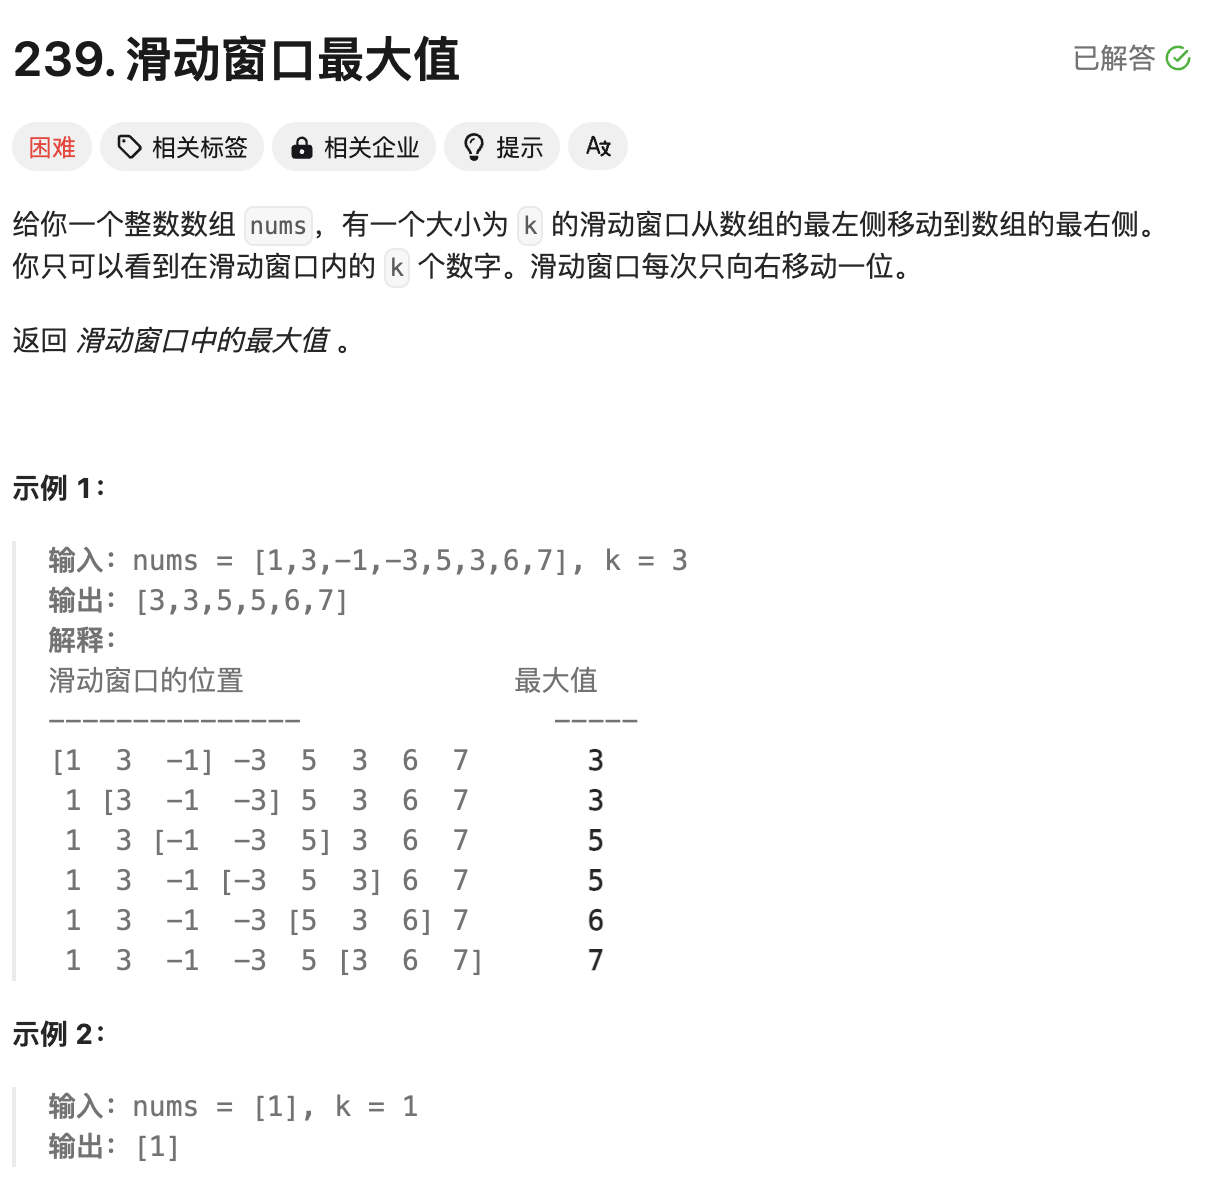 239. 滑动窗口最大值
已解答
困难 相关标签 相关企业 提示 A文
给你一个整数数组 nums，有一个大小为 k 的滑动窗口从数组的最左侧移动到数组的最右侧。
你只可以看到在滑动窗口内的 k 个数字。滑动窗口每次只向右移动一位。
返回 滑动窗口中的最大值 。
示例 1：
输入：nums = [1,3,-1,-3,5,3,6,7], k = 3
输出：[3,3,5,5,6,7]
解释：
滑动窗口的位置                最大值
---------------               -----
[1  3  -1] -3  5  3  6  7       3
 1 [3  -1  -3] 5  3  6  7       3
 1  3 [-1  -3  5] 3  6  7       5
 1  3  -1 [-3  5  3] 6  7       5
 1  3  -1  -3 [5  3  6] 7       6
 1  3  -1  -3  5 [3  6  7]      7
示例 2：
输入：nums = [1], k = 1
输出：[1]